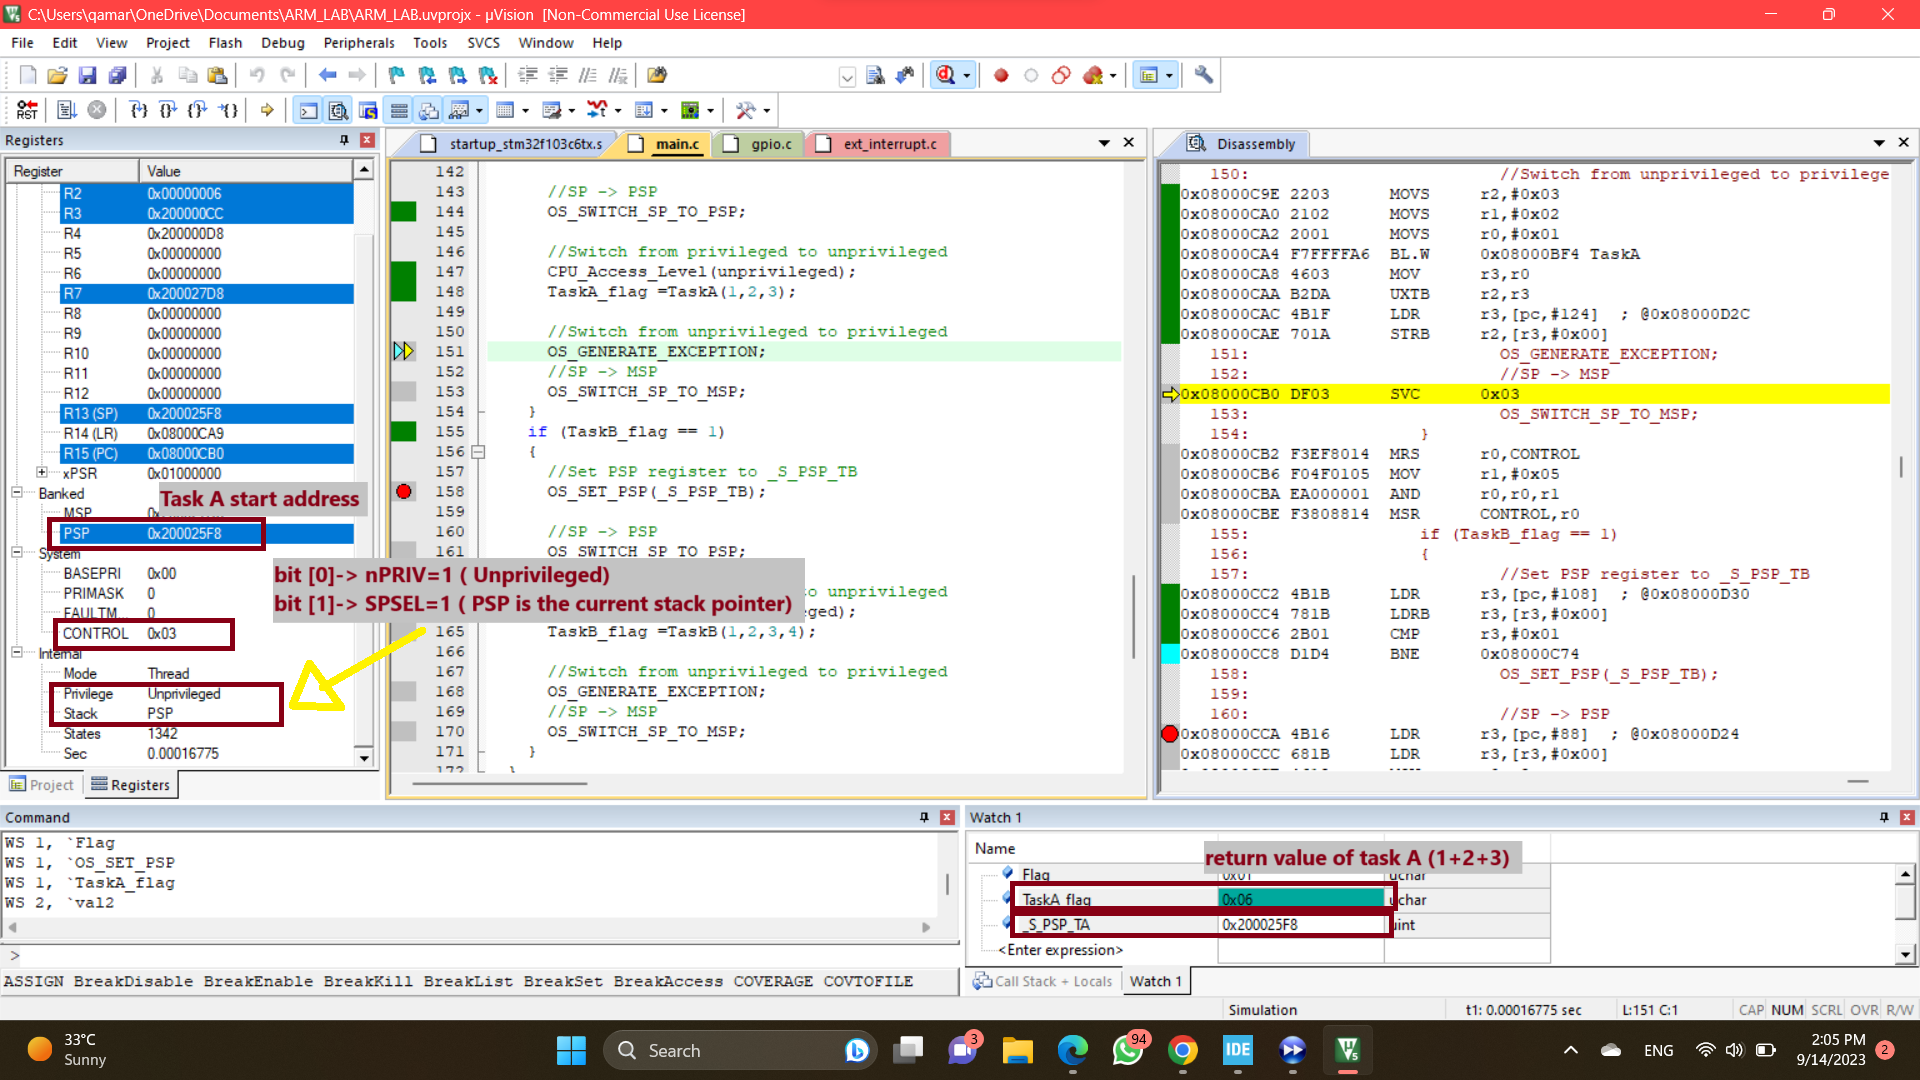 C:\Users\qamar\OneDrive\Documents\ARM_LAB\ARM_LAB.uvprojx - µVision [Non-Commercial Use License]
File Edit View Project Flash Debug Peripherals Tools SVCS Window Help
RST
Registers
Register Value
R2 0x00000006
R3 0x200000CC
R4 0x200000D8
R5 0x00000000
R6 0x00000000
R7 0x200027D8
R8 0x00000000
R9 0x00000000
R10 0x00000000
R11 0x00000000
R12 0x00000000
R13 (SP) 0x200025F8
R14 (LR) 0x08000CA9
R15 (PC) 0x08000CB0
xPSR 0x01000000
Banked
Task A start address
MSP
PSP 0x200025F8
System
BASEPRI 0x00
PRIMASK 0
FAULTM... 0
CONTROL 0x03
Internal
Mode Thread
Privilege Unprivileged
Stack PSP
States 1342
Sec 0.00016775
Project Registers
startup_stm32f103c6tx.s main.c gpio.c ext_interrupt.c
142
143 //SP -> PSP
144 OS_SWITCH_SP_TO_PSP;
145
146 //Switch from privileged to unprivileged
147 CPU_Access_Level(unprivileged);
148 TaskA_flag =TaskA(1,2,3);
149
150 //Switch from unprivileged to privileged
151 OS_GENERATE_EXCEPTION;
152 //SP -> MSP
153 OS_SWITCH_SP_TO_MSP;
154 }
155 if (TaskB_flag == 1)
156 {
157 //Set PSP register to _S_PSP_TB
158 OS_SET_PSP(_S_PSP_TB);
159
160 //SP -> PSP
161 OS_SWITCH_SP_TO_PSP;
bit [0]-> nPRIV=1 ( Unprivileged)
bit [1]-> SPSEL=1 ( PSP is the current stack pointer)
to unprivileged
ged);
165 TaskB_flag =TaskB(1,2,3,4);
166
167 //Switch from unprivileged to privileged
168 OS_GENERATE_EXCEPTION;
169 //SP -> MSP
170 OS_SWITCH_SP_TO_MSP;
171 }
172
Disassembly
150: //Switch from unprivileged to privilege
0x08000C9E 2203 MOVS r2,#0x03
0x08000CA0 2102 MOVS r1,#0x02
0x08000CA2 2001 MOVS r0,#0x01
0x08000CA4 F7FFFFA6 BL.W 0x08000BF4 TaskA
0x08000CA8 4603 MOV r3,r0
0x08000CAA B2DA UXTB r2,r3
0x08000CAC 4B1F LDR r3,[pc,#124] ; @0x08000D2C
0x08000CAE 701A STRB r2,[r3,#0x00]
151: OS_GENERATE_EXCEPTION;
152: //SP -> MSP
0x08000CB0 DF03 SVC 0x03
153: OS_SWITCH_SP_TO_MSP;
154: }
0x08000CB2 F3EF8014 MRS r0,CONTROL
0x08000CB6 F04F0105 MOV r1,#0x05
0x08000CBA EA000001 AND r0,r0,r1
0x08000CBE F3808814 MSR CONTROL,r0
155: if (TaskB_flag == 1)
156: {
157: //Set PSP register to _S_PSP_TB
0x08000CC2 4B1B LDR r3,[pc,#108] ; @0x08000D30
0x08000CC4 781B LDRB r3,[r3,#0x00]
0x08000CC6 2B01 CMP r3,#0x01
0x08000CC8 D1D4 BNE 0x08000C74
158: OS_SET_PSP(_S_PSP_TB);
159:
160: //SP -> PSP
0x08000CCA 4B16 LDR r3,[pc,#88] ; @0x08000D24
0x08000CCC 681B LDR r3,[r3,#0x00]
Command
WS 1, `Flag
WS 1, `OS_SET_PSP
WS 1, `TaskA_flag
WS 2, `val2
>
ASSIGN BreakDisable BreakEnable BreakKill BreakList BreakSet BreakAccess COVERAGE COVTOFILE
Watch 1
Name
return value of task A (1+2+3)
Flag 0x01 uchar
TaskA_flag 0x06 uchar
_S_PSP_TA 0x200025F8 uint
<Enter expression>
Call Stack + Locals Watch 1
Simulation t1: 0.00016775 sec L:151 C:1 CAP NUM SCRL OVR R/W
33°C
Sunny
Search
3
94
IDE
ENG
2:05 PM
9/14/2023
2